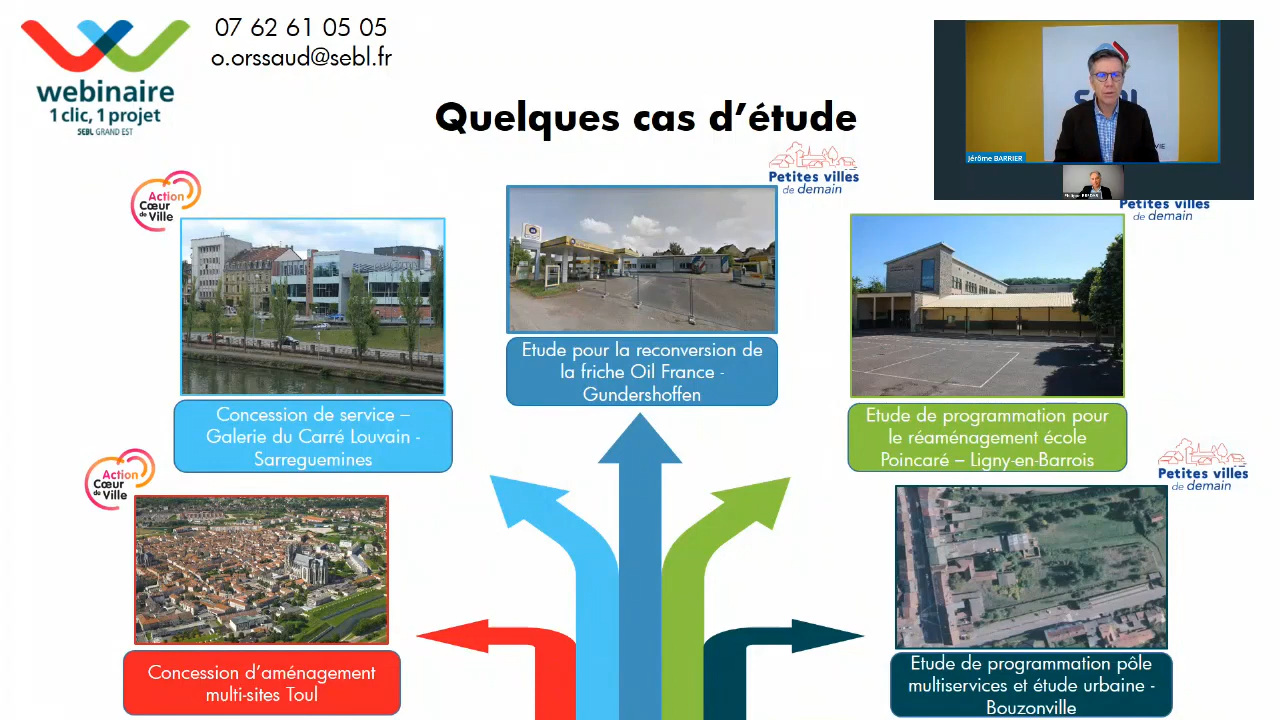 07 62 61 05 05
o.orssaud@sebl.fr
webinaire
1 clic, 1 projet
SEBL GRAND EST
Quelques cas d'étude
Jérôme BARRIER
Action
Cœur
de Ville
Petites villes
de demain
Petites villes
de demain
Etude pour la reconversion de
la friche Oil France -
Gundershoffen
Concession de service –
Galerie du Carré Louvain -
Sarreguemines
Etude de programmation pour
le réaménagement école
Poincaré – Ligny-en-Barrois
Action
Cœur
de Ville
Petites villes
de demain
Concession d'aménagement
multi-sites Toul
Etude de programmation pôle
multiservices et étude urbaine -
Bouzonville